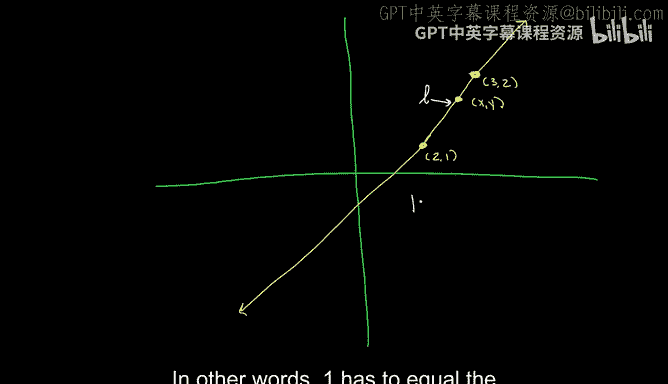 GPT中英字幕课程资源@bilibili.com
GPT中英字幕课程资源 bilibili
(3,2)
l
(x,y)
(2,1)
1
In other words, 1 has to equal the